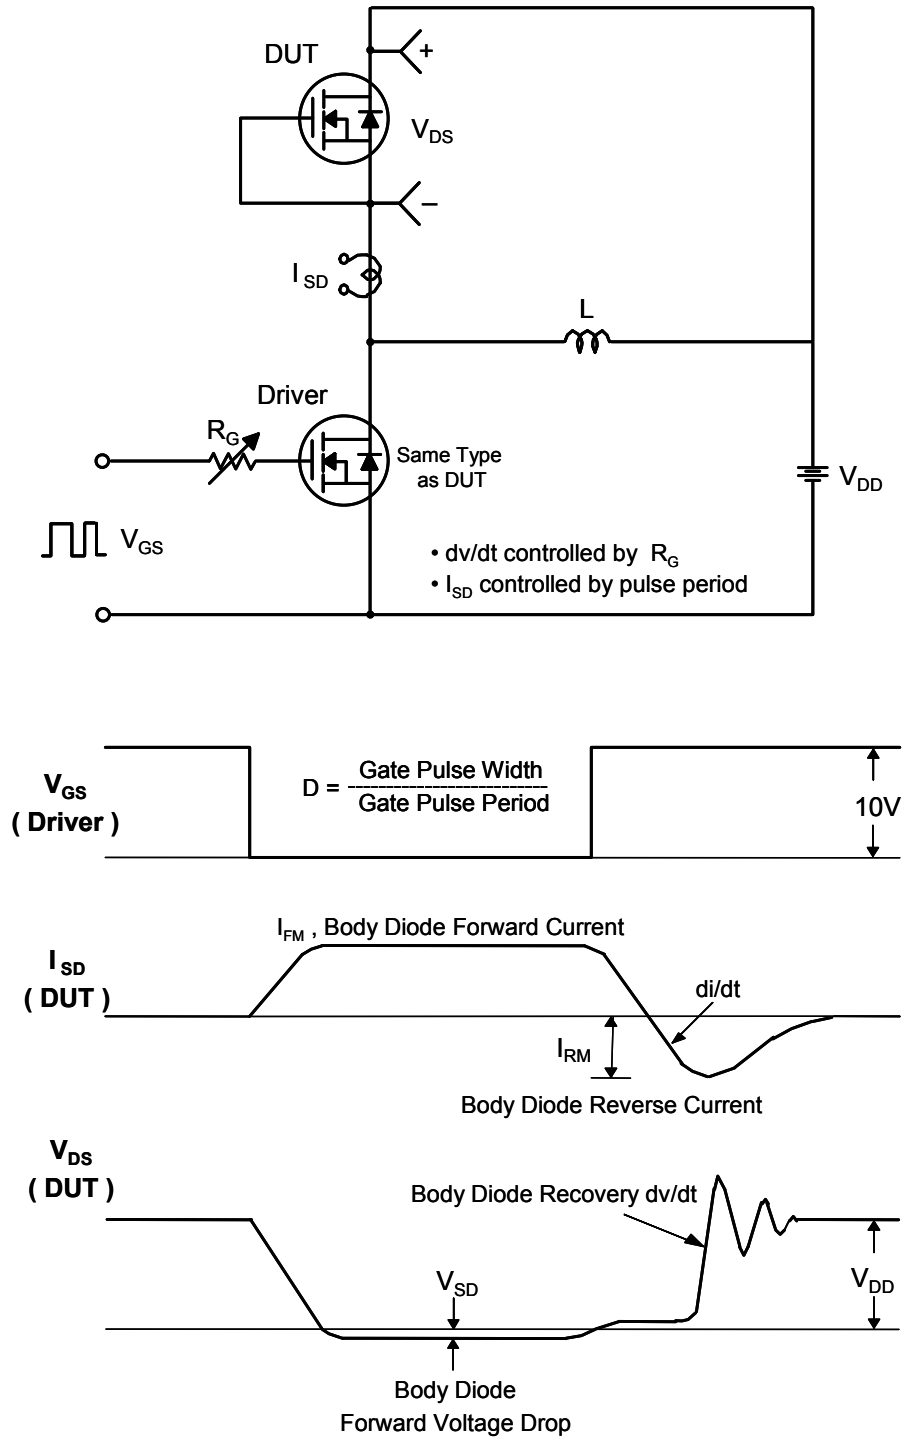 DUT
+
V_DS
−
I_SD
L
Driver
R_G
Same Type
as DUT
V_DD
V_GS
• dv/dt controlled by R_G
• I_SD controlled by pulse period
V_GS
( Driver )
D = Gate Pulse Width
Gate Pulse Period
10V
I_FM , Body Diode Forward Current
I_SD
( DUT )
di/dt
I_RM
Body Diode Reverse Current
V_DS
( DUT )
Body Diode Recovery dv/dt
V_SD
V_DD
Body Diode
Forward Voltage Drop